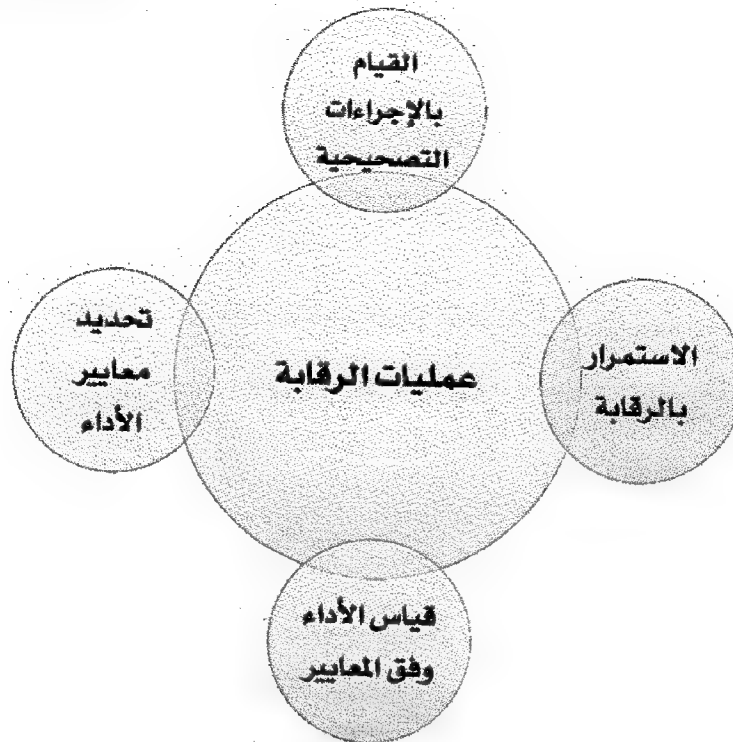 القيام
بالإجراءات
التصحيحية
الاستمرار
بالرقابة
عمليات الرقابة
تحديد
معايير
الأداء
قياس الأداء
وفق المعايير